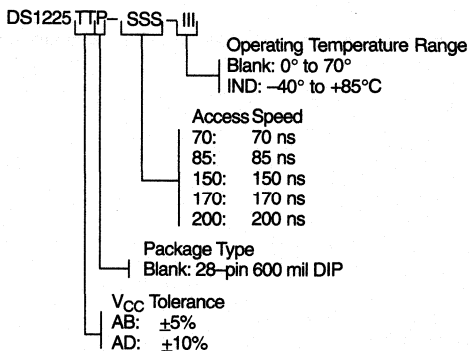 DS1225TTP–SSS–III
Operating Temperature Range
Blank: 0° to 70°
IND: –40° to +85°C
Access Speed
70: 70 ns
85: 85 ns
150: 150 ns
170: 170 ns
200: 200 ns
Package Type
Blank: 28–pin 600 mil DIP
VCC Tolerance
AB: ±5%
AD: ±10%